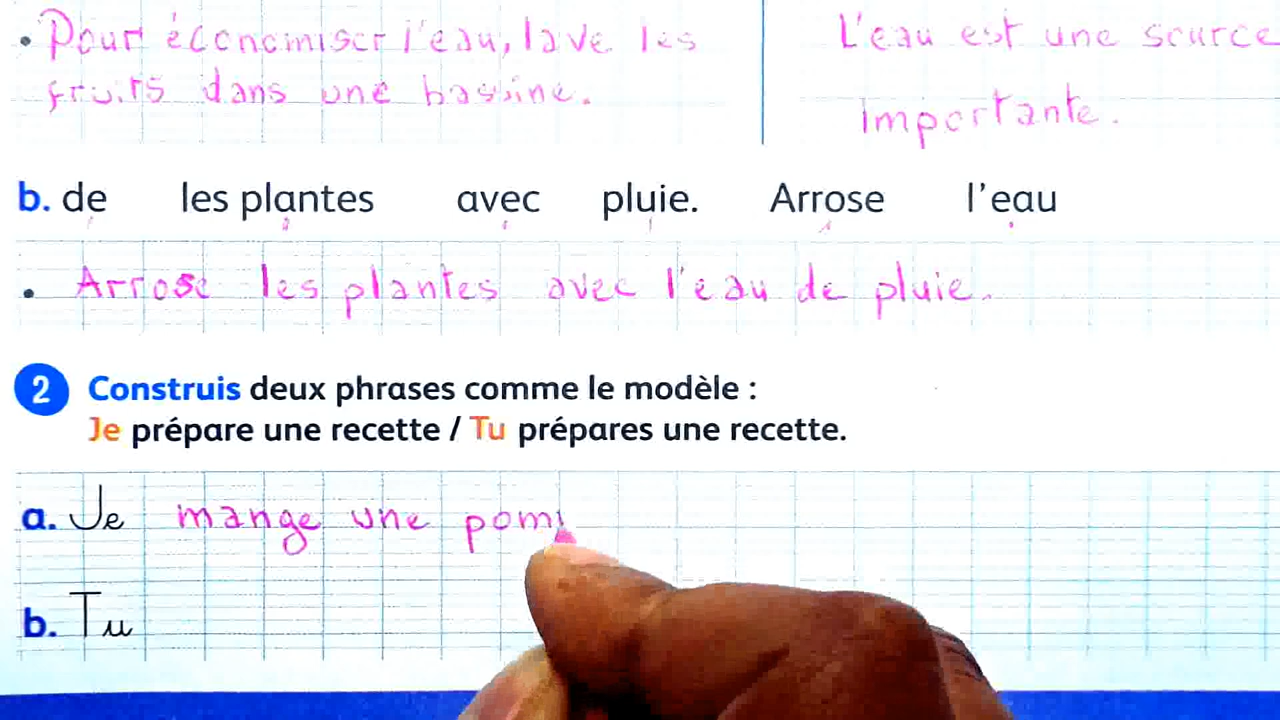 • Pour économiser l'eau, lave les
fruits dans une bassine.
L'eau est une source
importante.
b. de les plantes avec pluie. Arrose l'eau
• Arrose les plantes avec l'eau de pluie.
2 Construis deux phrases comme le modèle :
Je prépare une recette / Tu prépares une recette.
a. Je mange une pom
b. Tu